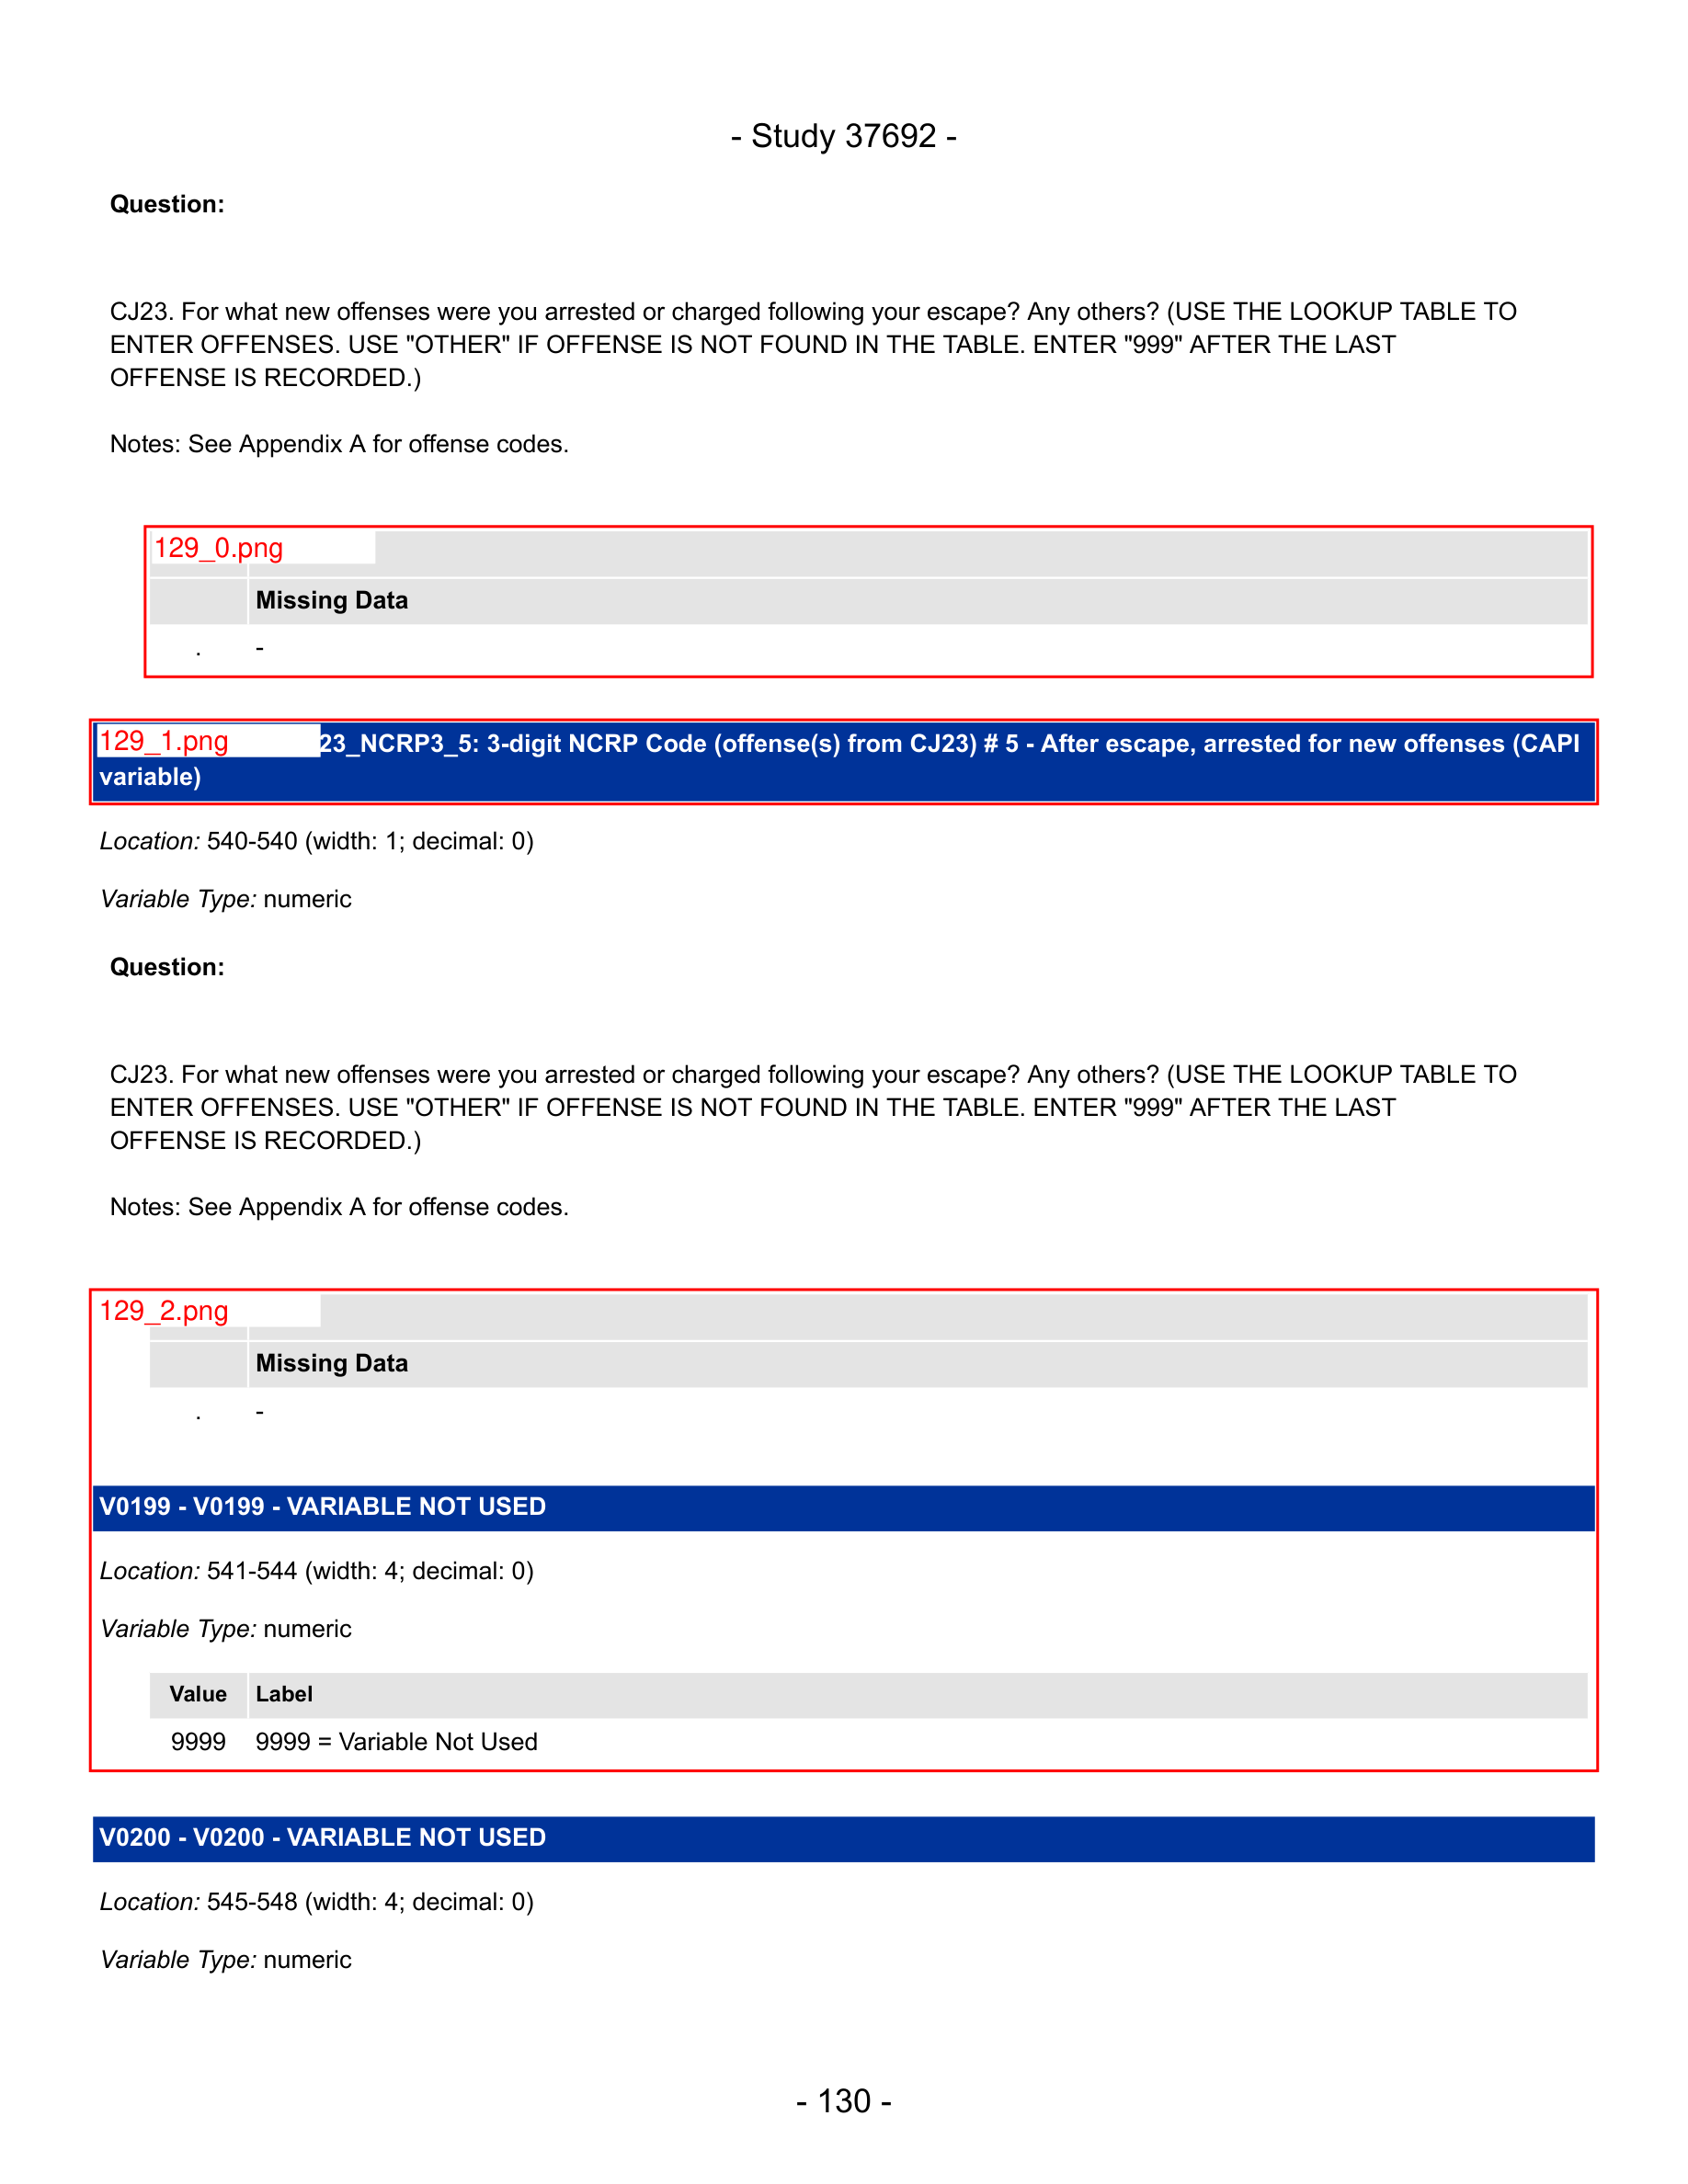 - Study 37692 -
Question:
CJ23. For what new offenses were you arrested or charged following your escape? Any others? (USE THE LOOKUP TABLE TO
ENTER OFFENSES. USE "OTHER" IF OFFENSE IS NOT FOUND IN THE TABLE. ENTER "999" AFTER THE LAST
OFFENSE IS RECORDED.)
Notes: See Appendix A for offense codes.
129_0.png
Missing Data
. -
129_1.png 23_NCRP3_5: 3-digit NCRP Code (offense(s) from CJ23) # 5 - After escape, arrested for new offenses (CAPI
variable)
Location: 540-540 (width: 1; decimal: 0)
Variable Type: numeric
Question:
CJ23. For what new offenses were you arrested or charged following your escape? Any others? (USE THE LOOKUP TABLE TO
ENTER OFFENSES. USE "OTHER" IF OFFENSE IS NOT FOUND IN THE TABLE. ENTER "999" AFTER THE LAST
OFFENSE IS RECORDED.)
Notes: See Appendix A for offense codes.
129_2.png
Missing Data
. -
V0199 - V0199 - VARIABLE NOT USED
Location: 541-544 (width: 4; decimal: 0)
Variable Type: numeric
Value Label
9999 9999 = Variable Not Used
V0200 - V0200 - VARIABLE NOT USED
Location: 545-548 (width: 4; decimal: 0)
Variable Type: numeric
- 130 -